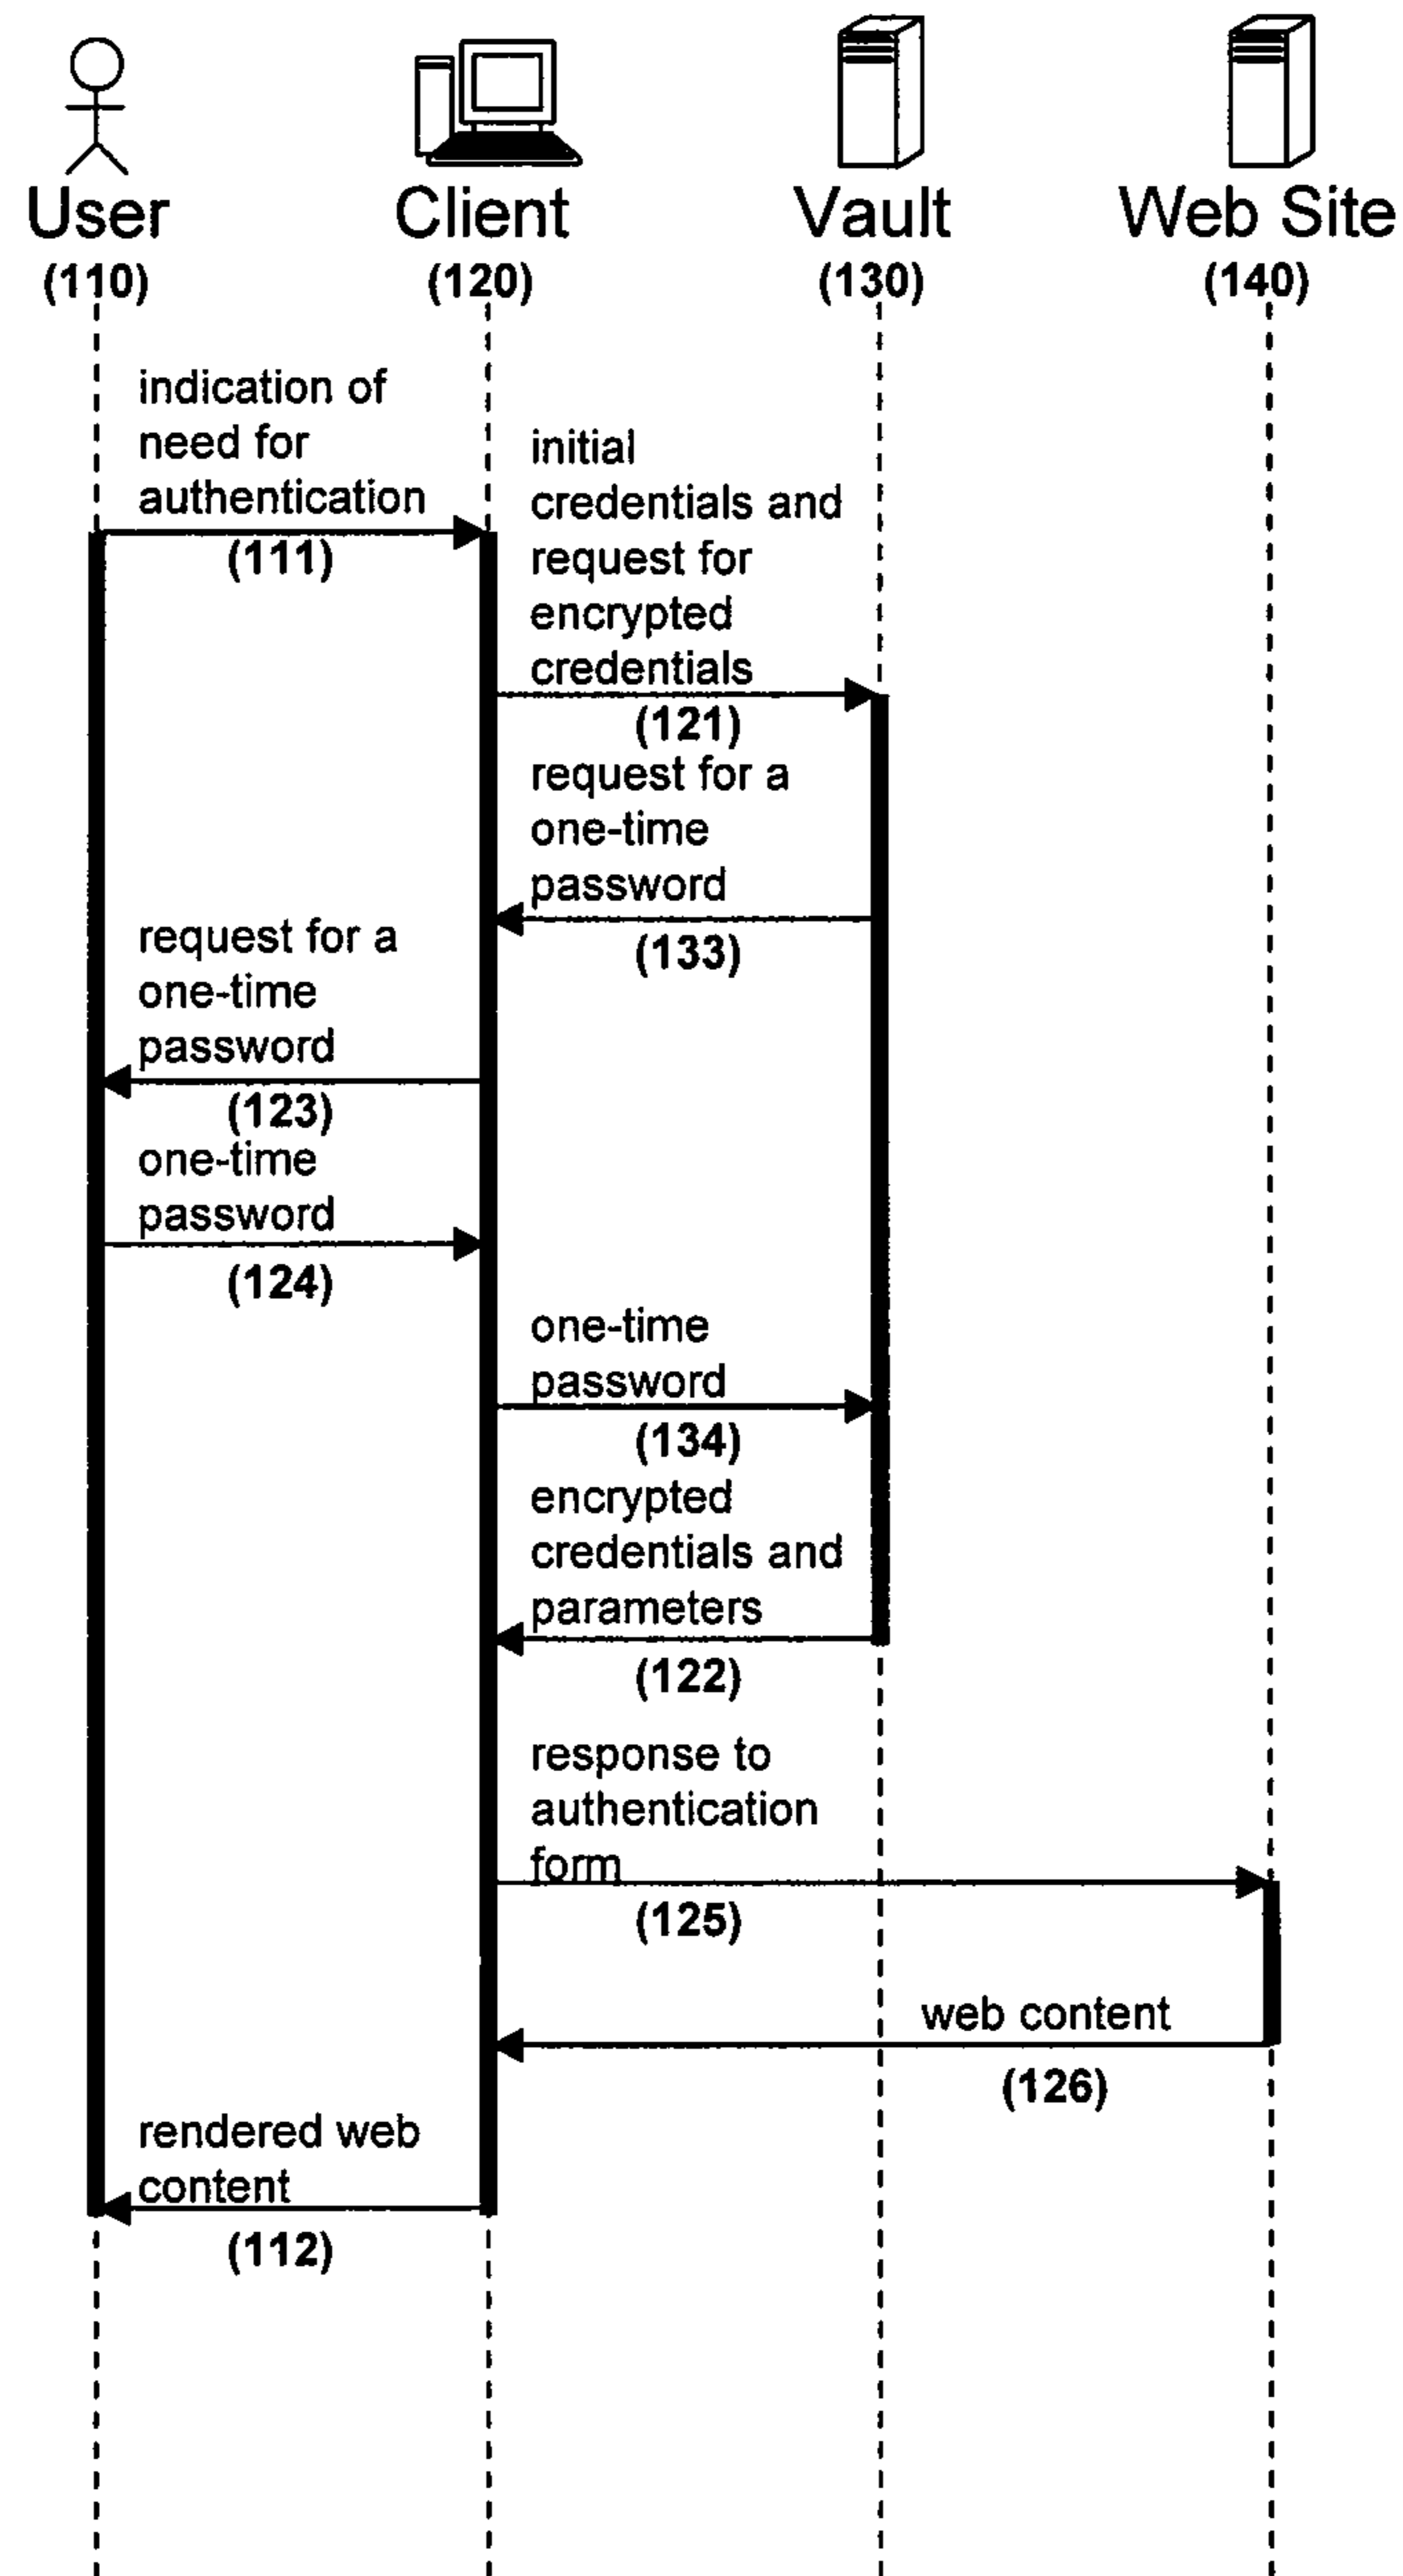 User
Client
Vault
Web Site
(110)
(120)
(130)
(140)
indication of
need for
authentication
(111)
initial
credentials and
request for
encrypted
credentials
(121)
request for a
one-time
password
(133)
request for a
one-time
password
(123)
one-time
password
(124)
one-time
password
(134)
encrypted
credentials and
parameters
(122)
response to
authentication
form
(125)
web content
(126)
rendered web
content
(112)